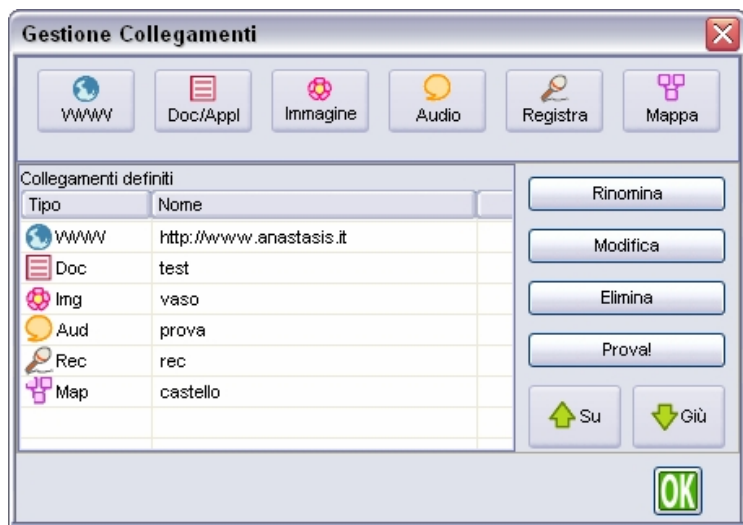 Gestione Collegamenti
WWW Doc/Appl Immagine Audio Registra Mappa
Collegamenti definiti
Tipo Nome
WWW http://www.anastasis.it
Doc test
Img vaso
Aud prova
Rec rec
Map castello
Rinomina
Modifica
Elimina
Prova!
Su Giù
OK